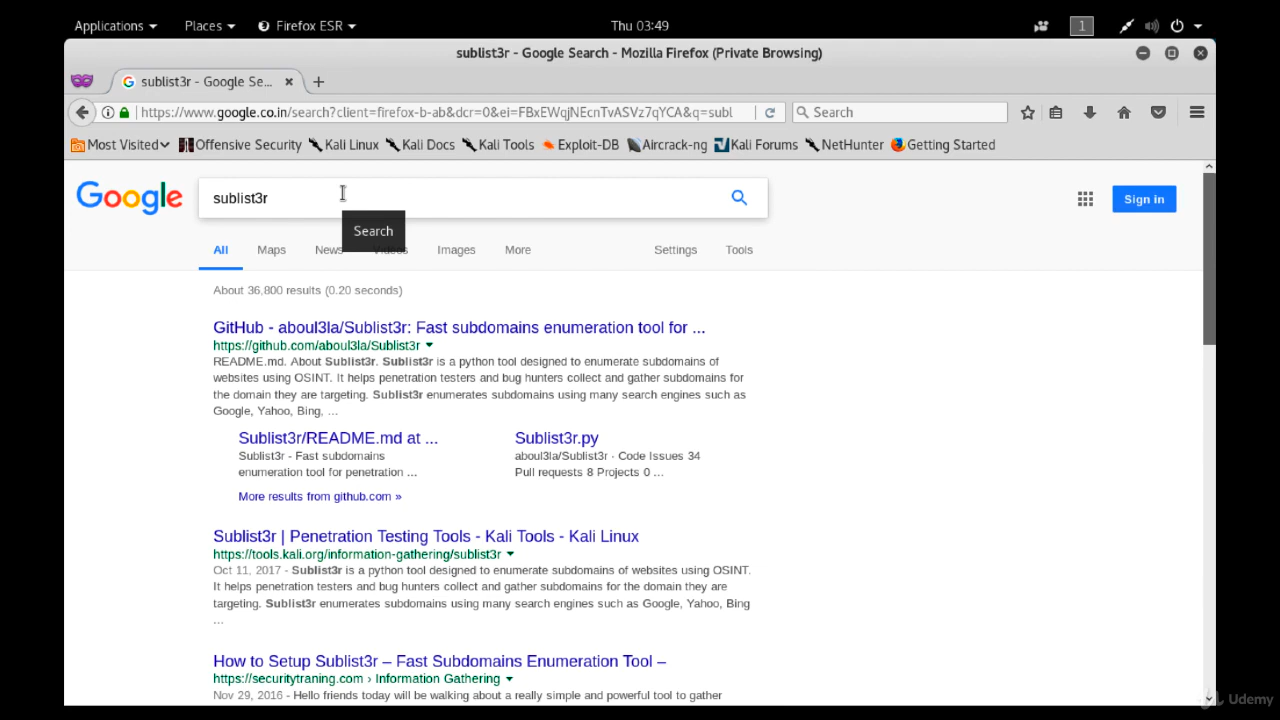 Applications Places Firefox ESR Thu 03:49 1
sublist3r - Google Search - Mozilla Firefox (Private Browsing)
sublist3r - Google Se...
https://www.google.co.in/search?client=firefox-b-ab&dcr=0&ei=FBxEWqjNEcnTvASVz7qYCA&q=subl Search
Most Visited Offensive Security Kali Linux Kali Docs Kali Tools Exploit-DB Aircrack-ng Kali Forums NetHunter Getting Started
Google sublist3r Sign in
Search
All Maps News Videos Images More Settings Tools
About 36,800 results (0.20 seconds)
GitHub - aboul3la/Sublist3r: Fast subdomains enumeration tool for ...
https://github.com/aboul3la/Sublist3r
README.md. About Sublist3r. Sublist3r is a python tool designed to enumerate subdomains of
websites using OSINT. It helps penetration testers and bug hunters collect and gather subdomains for
the domain they are targeting. Sublist3r enumerates subdomains using many search engines such as
Google, Yahoo, Bing, ...
Sublist3r/README.md at ... Sublist3r.py
Sublist3r - Fast subdomains aboul3la/Sublist3r · Code Issues 34
enumeration tool for penetration ... Pull requests 8 Projects 0 ...
More results from github.com »
Sublist3r | Penetration Testing Tools - Kali Tools - Kali Linux
https://tools.kali.org/information-gathering/sublist3r
Oct 11, 2017 - Sublist3r is a python tool designed to enumerate subdomains of websites using OSINT.
It helps penetration testers and bug hunters collect and gather subdomains for the domain they are
targeting. Sublist3r enumerates subdomains using many search engines such as Google, Yahoo, Bing
...
How to Setup Sublist3r – Fast Subdomains Enumeration Tool –
https://securitytraning.com › Information Gathering
Nov 29, 2016 - Hello friends today will be walking about a really simple and powerful tool to gather
Udemy